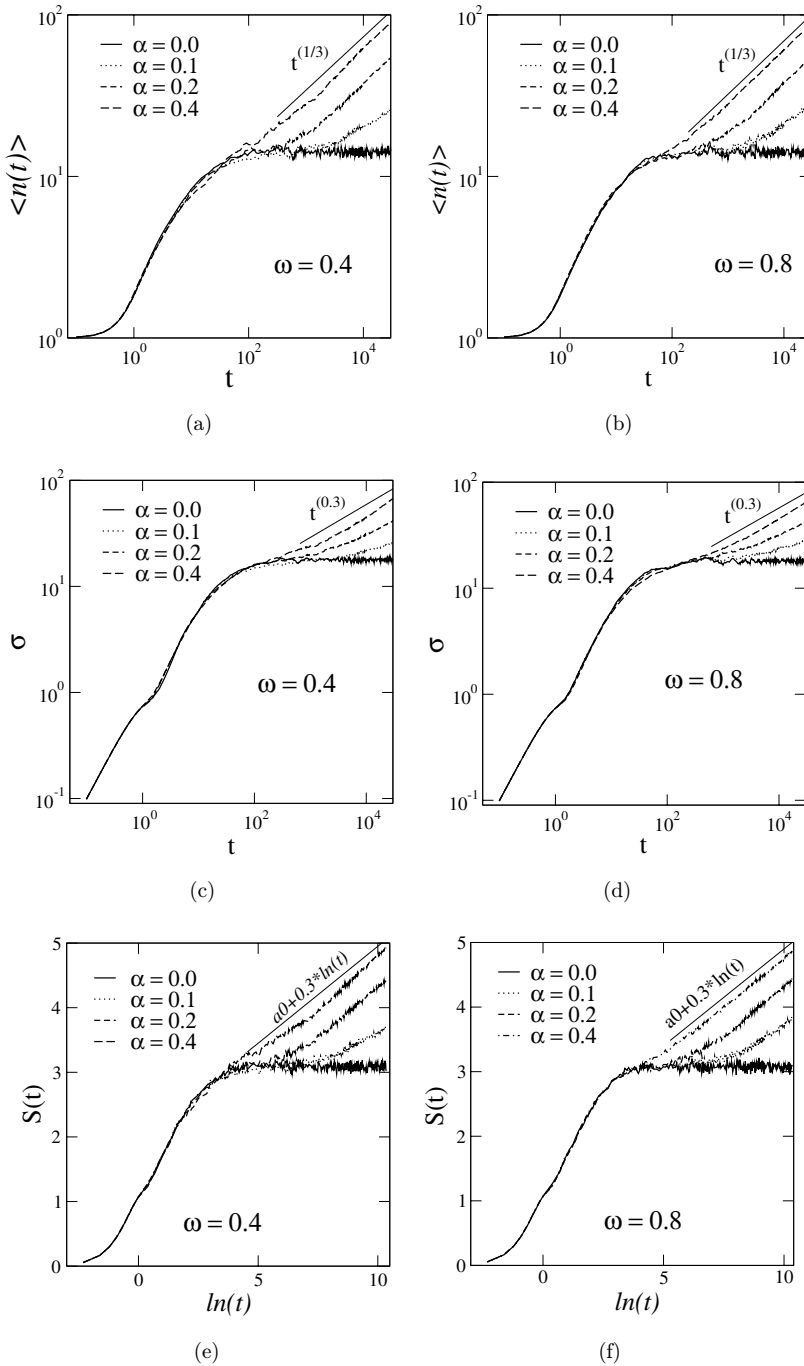 10^2
α = 0.0
α = 0.1
α = 0.2
α = 0.4
t^(1/3)
10^1
<n(t)>
ω = 0.4
10^0
10^0 10^2 10^4
t
(a)
10^2
α = 0.0
α = 0.1
α = 0.2
α = 0.4
t^(1/3)
10^1
<n(t)>
ω = 0.8
10^0
10^0 10^2 10^4
t
(b)
10^2
α = 0.0
α = 0.1
α = 0.2
α = 0.4
t^(0.3)
10^1
σ
10^0
ω = 0.4
10^-1
10^0 10^2 10^4
t
(c)
10^2
α = 0.0
α = 0.1
α = 0.2
α = 0.4
t^(0.3)
10^1
σ
10^0
ω = 0.8
10^-1
10^0 10^2 10^4
t
(d)
5
α = 0.0
α = 0.1
α = 0.2
α = 0.4
a0+0.3*ln(t)
4
3
S(t)
2
1
ω = 0.4
0
0 5 10
ln(t)
(e)
5
α = 0.0
α = 0.1
α = 0.2
α = 0.4
a0+0.3*ln(t)
4
3
S(t)
2
1
ω = 0.8
0
0 5 10
ln(t)
(f)